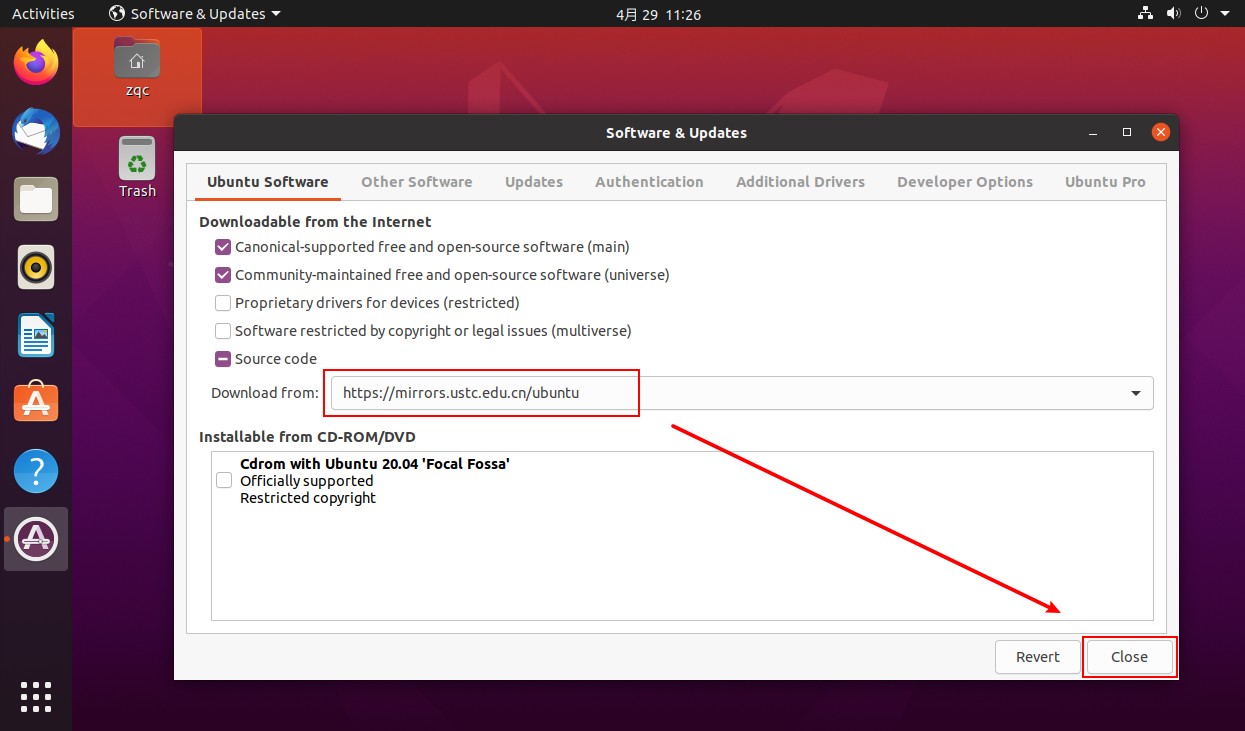 Activities
Software & Updates
4月 29 11:26
zqc
Trash
Software & Updates
Ubuntu Software
Other Software
Updates
Authentication
Additional Drivers
Developer Options
Ubuntu Pro
Downloadable from the Internet
Canonical-supported free and open-source software (main)
Community-maintained free and open-source software (universe)
Proprietary drivers for devices (restricted)
Software restricted by copyright or legal issues (multiverse)
Source code
Download from: https://mirrors.ustc.edu.cn/ubuntu
Installable from CD-ROM/DVD
Cdrom with Ubuntu 20.04 'Focal Fossa'
Officially supported
Restricted copyright
Revert
Close